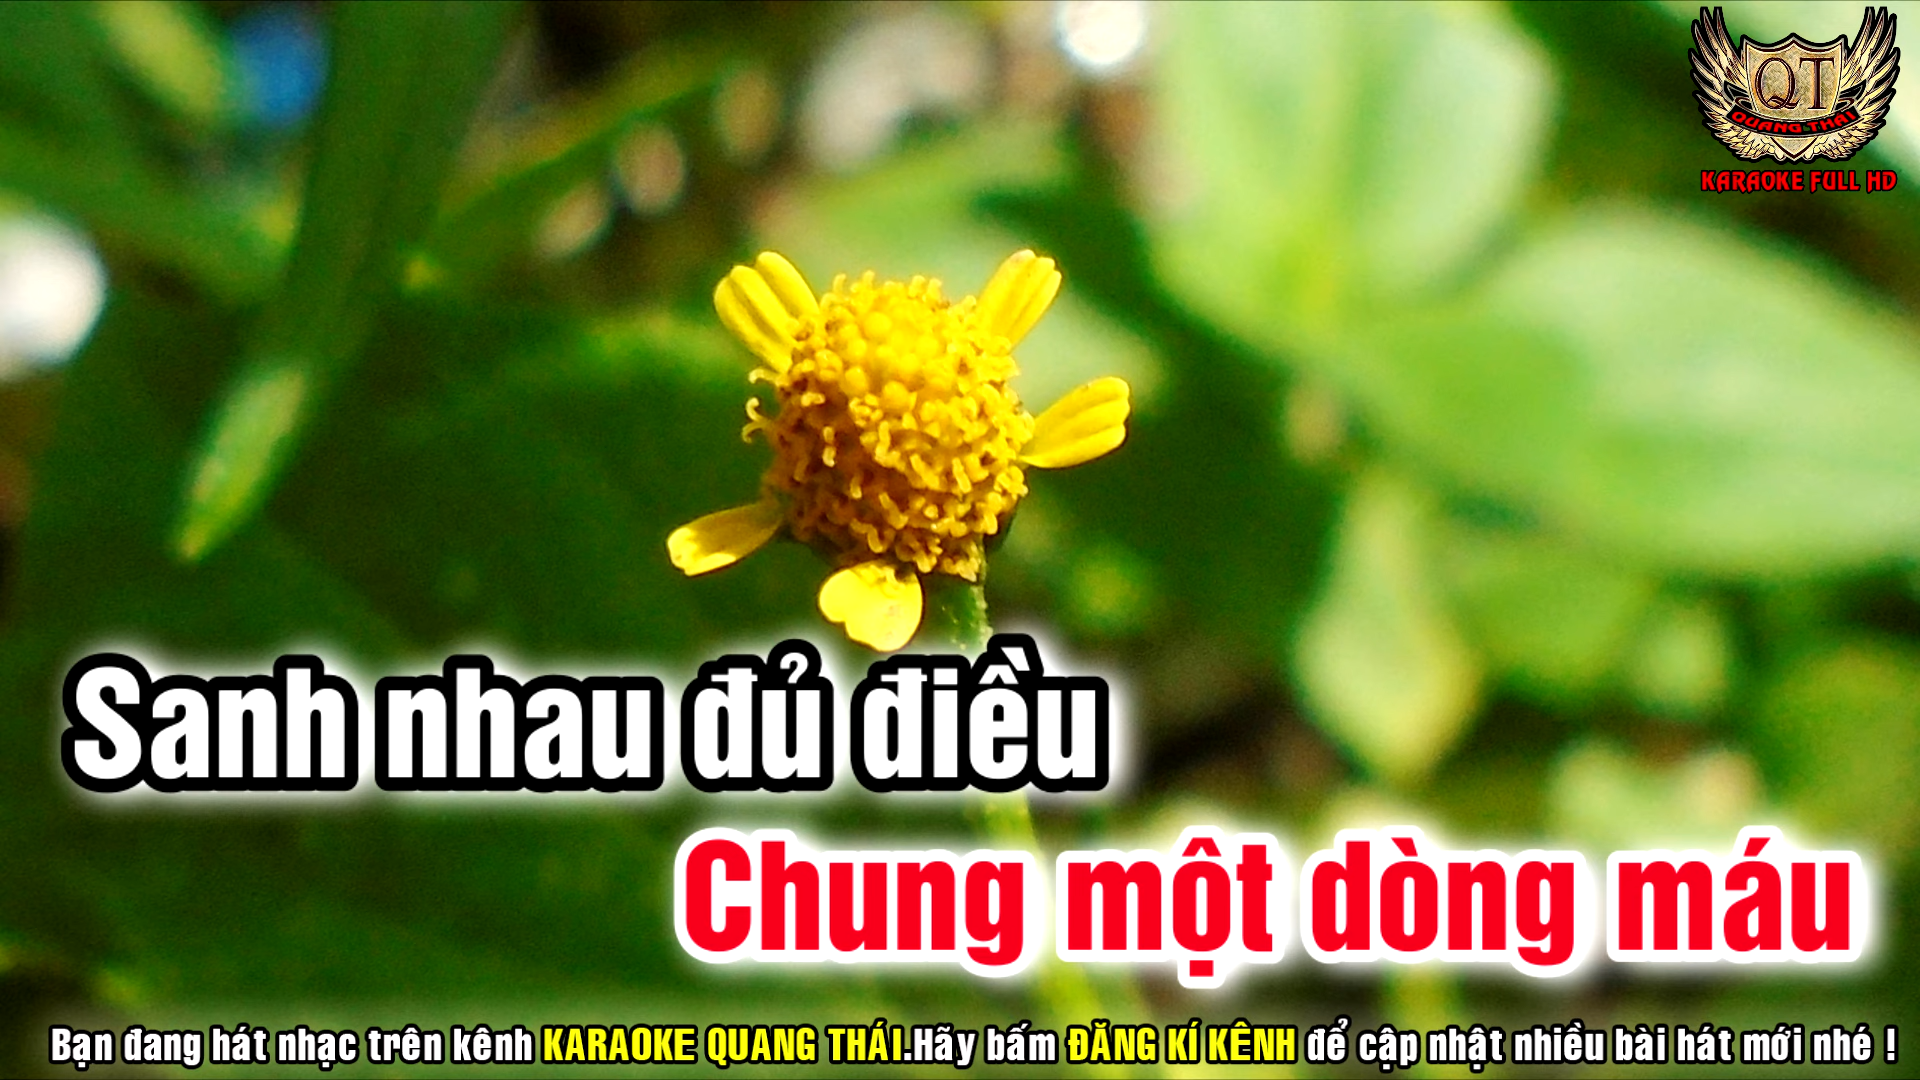 QT
QUANG THÁI
KARAOKE FULL HD
Sanh nhau đủ điều
Chung một dòng máu
Bạn đang hát nhạc trên kênh KARAOKE QUANG THÁI.Hãy bấm ĐĂNG KÍ KÊNH để cập nhật nhiều bài hát mới nhé !